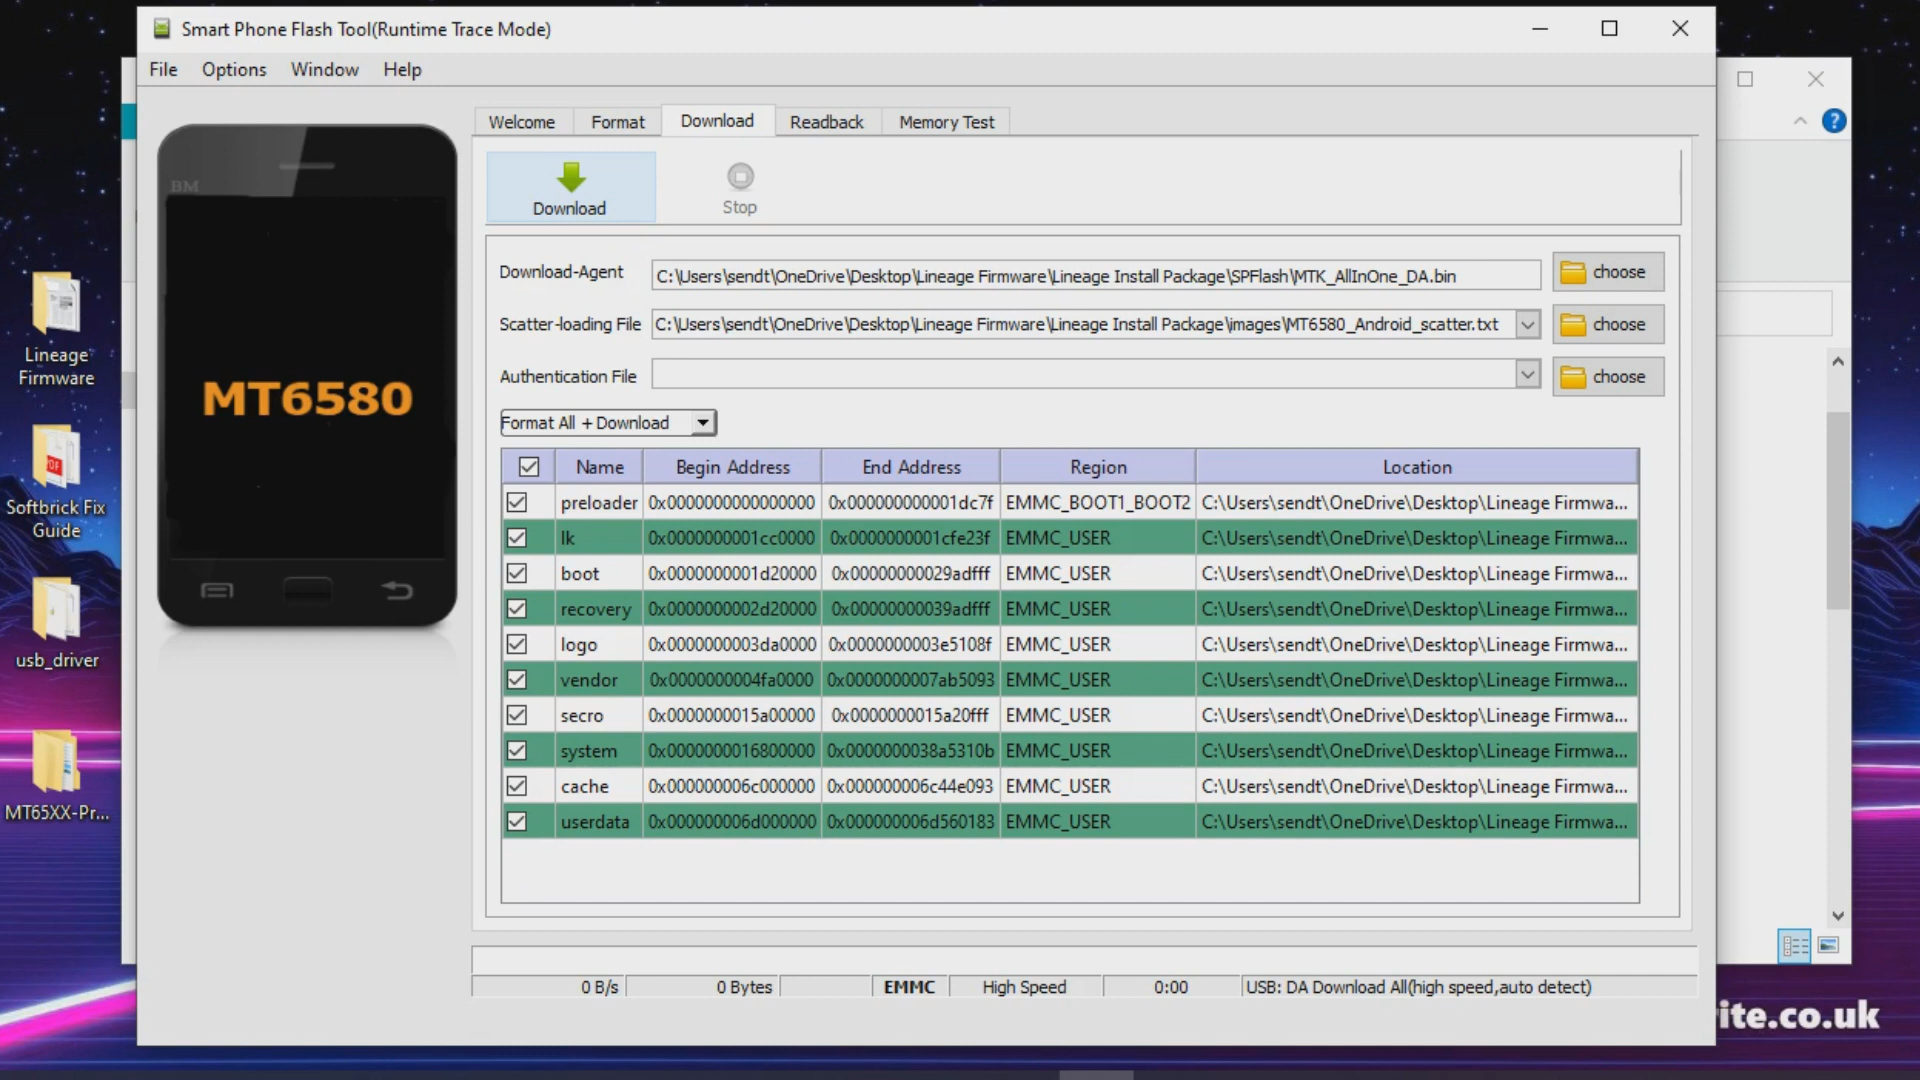 Smart Phone Flash Tool(Runtime Trace Mode)
File Options Window Help
Welcome Format Download Readback Memory Test
Download Stop
Download-Agent C:\Users\sendt\OneDrive\Desktop\Lineage Firmware\Lineage Install Package\SPFlash\MTK_AllInOne_DA.bin choose
Scatter-loading File C:\Users\sendt\OneDrive\Desktop\Lineage Firmware\Lineage Install Package\images\MT6580_Android_scatter.txt choose
Authentication File choose
Format All + Download
Name Begin Address End Address Region Location
preloader 0x0000000000000000 0x000000000001dc7f EMMC_BOOT1_BOOT2 C:\Users\sendt\OneDrive\Desktop\Lineage Firmwa...
lk 0x0000000001cc0000 0x0000000001cfe23f EMMC_USER C:\Users\sendt\OneDrive\Desktop\Lineage Firmwa...
boot 0x0000000001d20000 0x00000000029adfff EMMC_USER C:\Users\sendt\OneDrive\Desktop\Lineage Firmwa...
recovery 0x0000000002d20000 0x00000000039adfff EMMC_USER C:\Users\sendt\OneDrive\Desktop\Lineage Firmwa...
logo 0x0000000003da0000 0x0000000003e5108f EMMC_USER C:\Users\sendt\OneDrive\Desktop\Lineage Firmwa...
vendor 0x0000000004fa0000 0x0000000007ab5093 EMMC_USER C:\Users\sendt\OneDrive\Desktop\Lineage Firmwa...
secro 0x0000000015a00000 0x0000000015a20fff EMMC_USER C:\Users\sendt\OneDrive\Desktop\Lineage Firmwa...
system 0x0000000016800000 0x0000000038a5310b EMMC_USER C:\Users\sendt\OneDrive\Desktop\Lineage Firmwa...
cache 0x000000006c000000 0x000000006c44e093 EMMC_USER C:\Users\sendt\OneDrive\Desktop\Lineage Firmwa...
userdata 0x000000006d000000 0x000000006d560183 EMMC_USER C:\Users\sendt\OneDrive\Desktop\Lineage Firmwa...
0 B/s 0 Bytes EMMC High Speed 0:00 USB: DA Download All(high speed,auto detect)
BM
MT6580
Lineage
Firmware
PDF
Softbrick Fix
Guide
usb_driver
MT65XX-Pr...
?
ite.co.uk